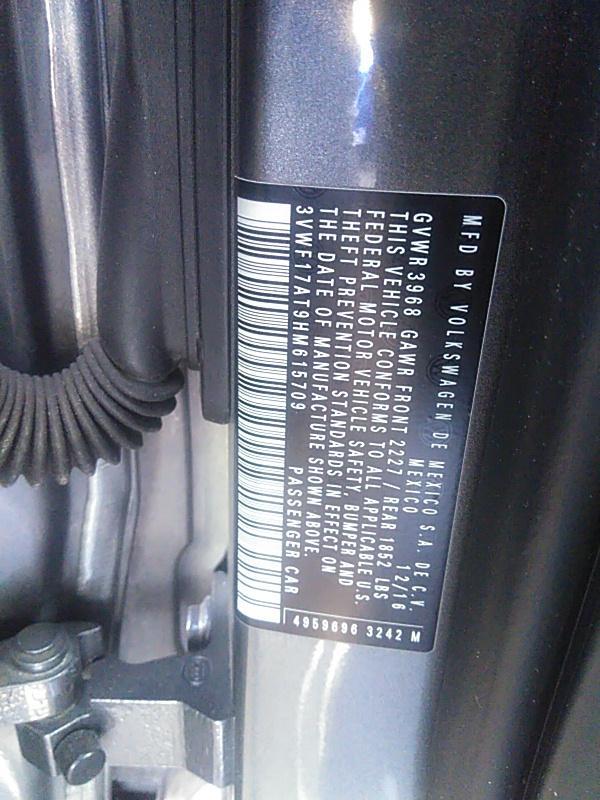 MFD BY VOLKSWAGEN DE MEXICO S.A. DE C.V.
MEXICO 12/16
GVWR3968 GAWR FRONT 2227 / REAR 1852 LBS
THIS VEHICLE CONFORMS TO ALL APPLICABLE U.S.
FEDERAL MOTOR VEHICLE SAFETY, BUMPER AND
THEFT PREVENTION STANDARDS IN EFFECT ON
THE DATE OF MANUFACTURE SHOWN ABOVE
3VWF17AT9HM615709 PASSENGER CAR
4959696 3242 M